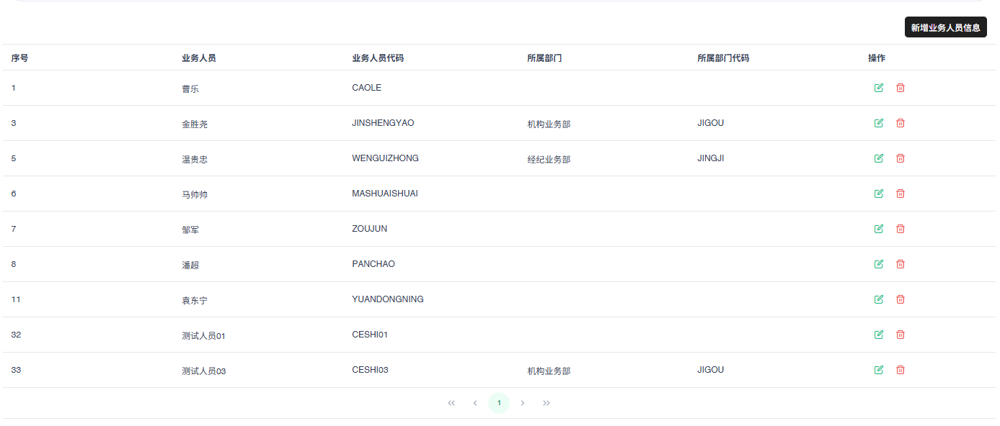 新增业务人员信息
序号 业务人员 业务人员代码 所属部门 所属部门代码 操作
1 曹乐 CAOLE
3 金胜尧 JINSHENGYAO 机构业务部 JIGOU
5 温贵忠 WENGUIZHONG 经纪业务部 JINGJI
6 马帅帅 MASHUAISHUAI
7 邹军 ZOUJUN
8 潘超 PANCHAO
11 袁东宁 YUANDONGNING
32 测试人员01 CESHI01
33 测试人员03 CESHI03 机构业务部 JIGOU
1